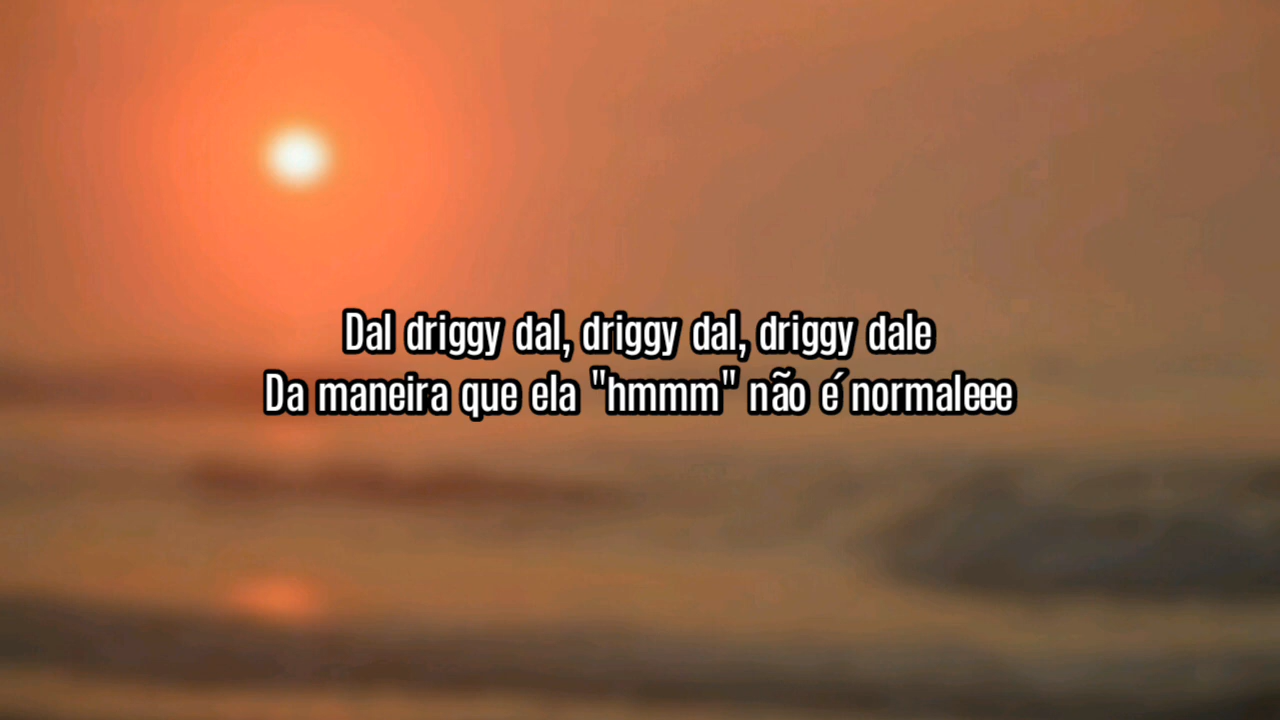 Dal driggy dal, driggy dal, driggy dale
Da maneira que ela "hmmm" não é normaleee